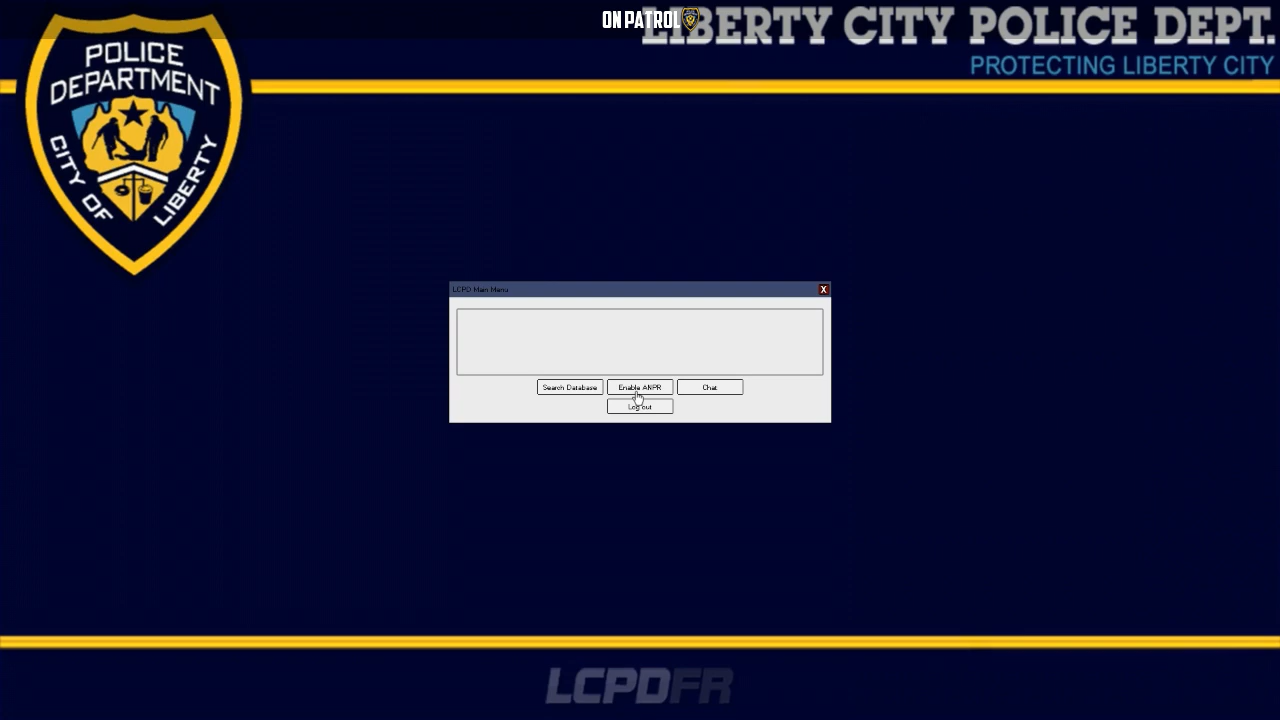 ON PATROL
LIBERTY CITY POLICE DEPT.
PROTECTING LIBERTY CITY
POLICE
DEPARTMENT
CITY OF
LIBERTY
LCPD Main Menu
X
Search Database
Enable ANPR
Chat
Log out
LCPDFR